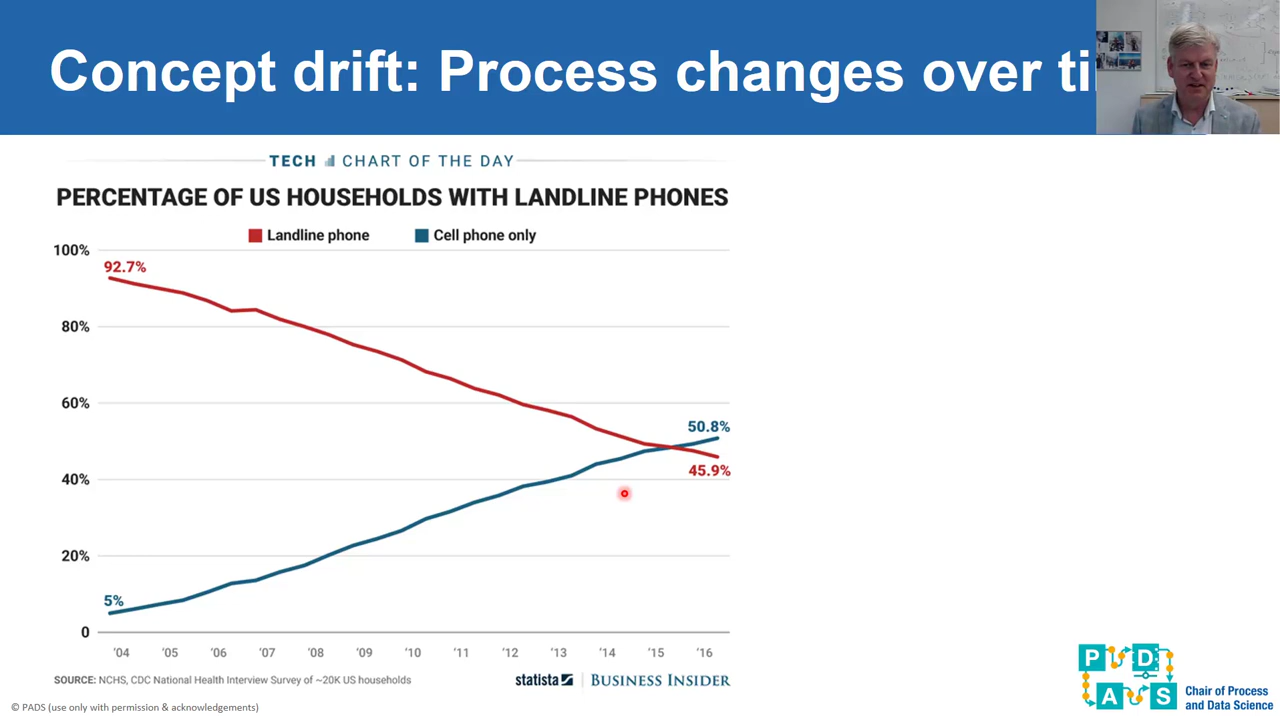 Concept drift: Process changes over ti
TECH CHART OF THE DAY
PERCENTAGE OF US HOUSEHOLDS WITH LANDLINE PHONES
Landline phone Cell phone only
100%
92.7%
80%
60%
50.8%
45.9%
40%
20%
5%
0
'04 '05 '06 '07 '08 '09 '10 '11 '12 '13 '14 '15 '16
SOURCE: NCHS, CDC National Health Interview Survey of ~20K US households
statista BUSINESS INSIDER
P D
A S
Chair of Process
and Data Science
© PADS (use only with permission & acknowledgements)